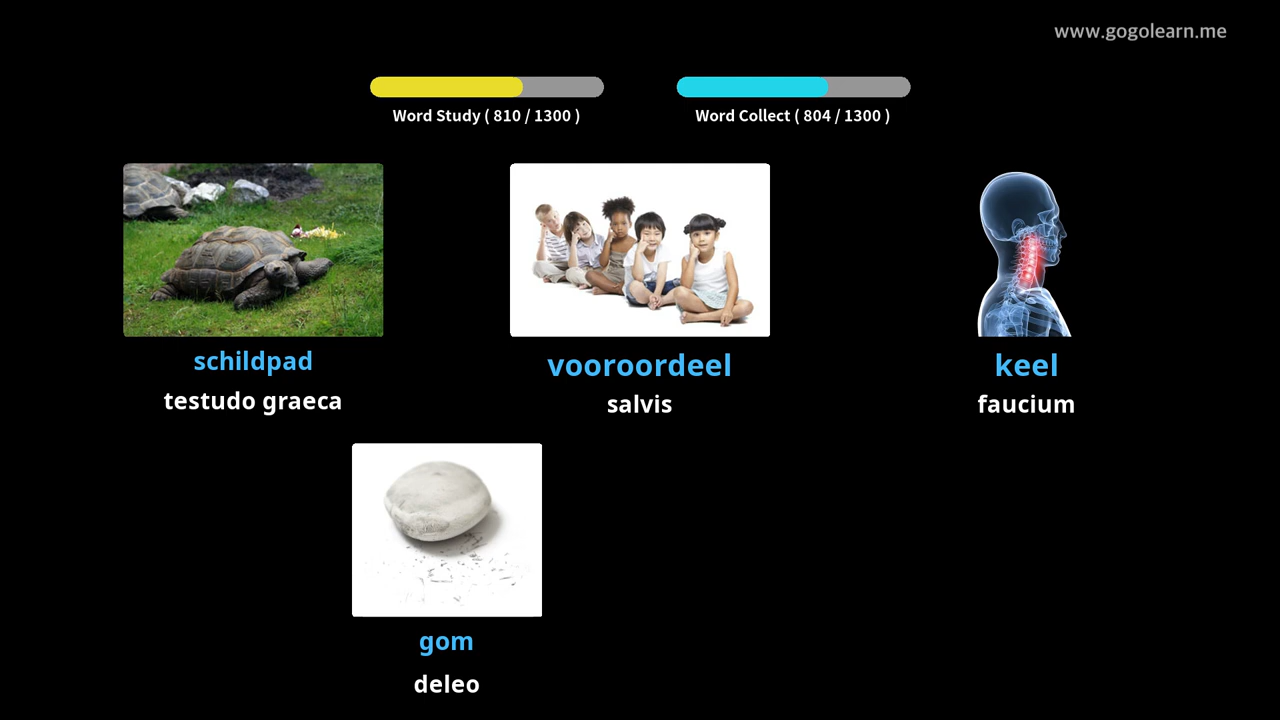 www.gogolearn.me
Word Study ( 810 / 1300 )
Word Collect ( 804 / 1300 )
schildpad
testudo graeca
vooroordeel
salvis
keel
faucium
gom
deleo